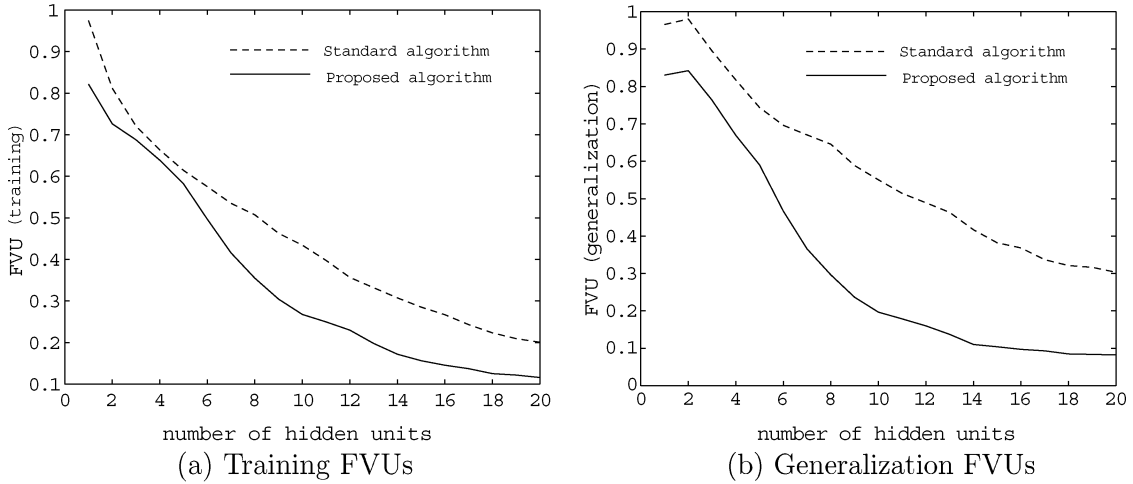 1
0.9
0.8
0.7
0.6
0.5
0.4
0.3
0.2
0.1
0 2 4 6 8 10 12 14 16 18 20
FVU (training)
Standard algorithm
Proposed algorithm
number of hidden units
(a) Training FVUs
1
0.9
0.8
0.7
0.6
0.5
0.4
0.3
0.2
0.1
0
0 2 4 6 8 10 12 14 16 18 20
FVU (generalization)
Standard algorithm
Proposed algorithm
number of hidden units
(b) Generalization FVUs